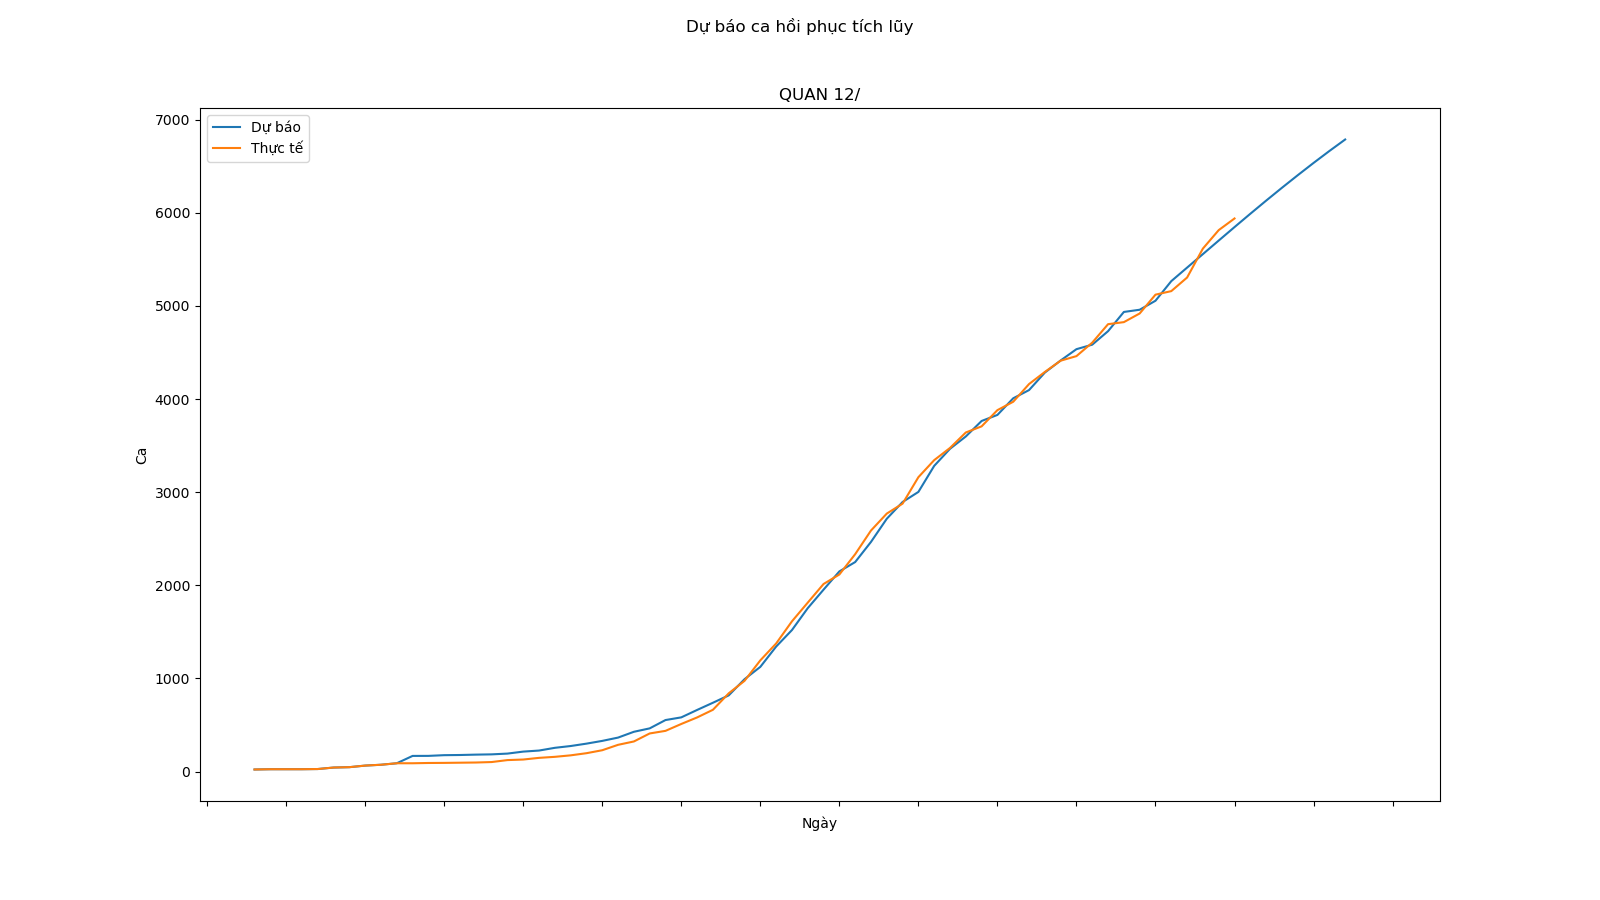 Dự báo ca hồi phục tích lũy
QUAN 12/
7000
6000
5000
4000
3000
2000
1000
0
Dự báo
Thực tế
Ca
Ngày